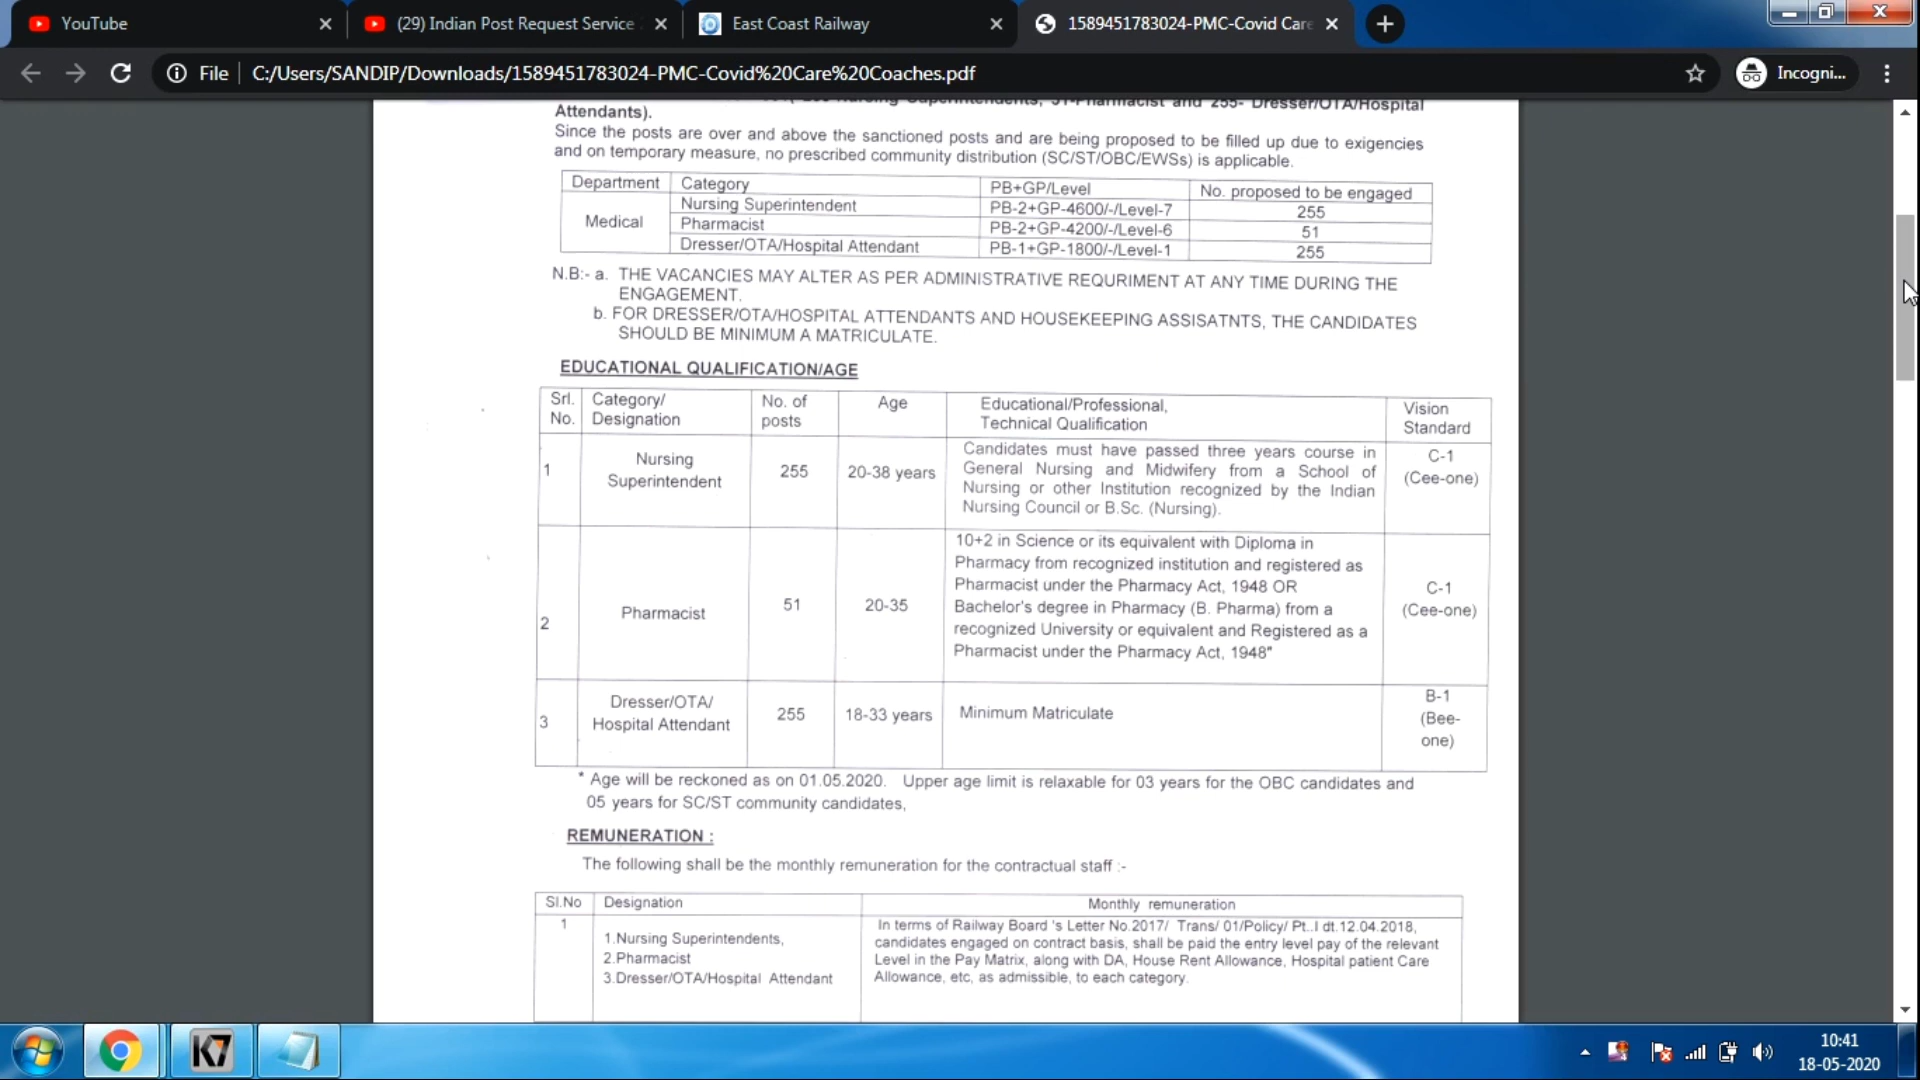 YouTube
(29) Indian Post Request Service
East Coast Railway
1589451783024-PMC-Covid Care
File
C:/Users/SANDIP/Downloads/1589451783024-PMC-Covid%20Care%20Coaches.pdf
Incogni...
Nursing Superintendents, 51-Pharmacist and 255- Dresser/OTA/Hospital
Attendants).
Since the posts are over and above the sanctioned posts and are being proposed to be filled up due to exigencies
and on temporary measure, no prescribed community distribution (SC/ST/OBC/EWSs) is applicable.
Department Category PB+GP/Level No. proposed to be engaged
Medical
Nursing Superintendent PB-2+GP-4600/-/Level-7 255
Pharmacist PB-2+GP-4200/-/Level-6 51
Dresser/OTA/Hospital Attendant PB-1+GP-1800/-/Level-1 255
N.B:- a. THE VACANCIES MAY ALTER AS PER ADMINISTRATIVE REQURIMENT AT ANY TIME DURING THE
ENGAGEMENT.
b. FOR DRESSER/OTA/HOSPITAL ATTENDANTS AND HOUSEKEEPING ASSISATNTS, THE CANDIDATES
SHOULD BE MINIMUM A MATRICULATE.
EDUCATIONAL QUALIFICATION/AGE
Srl. No.
Category/ Designation
No. of posts
Age
Educational/Professional,
Technical Qualification
Vision
Standard
1
Nursing
Superintendent
255
20-38 years
Candidates must have passed three years course in
General Nursing and Midwifery from a School of
Nursing or other Institution recognized by the Indian
Nursing Council or B.Sc. (Nursing).
C-1
(Cee-one)
2
Pharmacist
51
20-35
10+2 in Science or its equivalent with Diploma in
Pharmacy from recognized institution and registered as
Pharmacist under the Pharmacy Act, 1948 OR
Bachelor's degree in Pharmacy (B. Pharma) from a
recognized University or equivalent and Registered as a
Pharmacist under the Pharmacy Act, 1948"
C-1
(Cee-one)
3
Dresser/OTA/
Hospital Attendant
255
18-33 years
Minimum Matriculate
B-1
(Bee-
one)
* Age will be reckoned as on 01.05.2020. Upper age limit is relaxable for 03 years for the OBC candidates and
05 years for SC/ST community candidates,
REMUNERATION :
The following shall be the monthly remuneration for the contractual staff :-
Sl.No Designation Monthly remuneration
1
1.Nursing Superintendents,
2.Pharmacist
3.Dresser/OTA/Hospital Attendant
In terms of Railway Board 's Letter No.2017/ Trans/ 01/Policy/ Pt..I dt.12.04.2018,
candidates engaged on contract basis, shall be paid the entry level pay of the relevant
Level in the Pay Matrix, along with DA, House Rent Allowance, Hospital patient Care
Allowance, etc, as admissible, to each category.
K7
10:41
18-05-2020